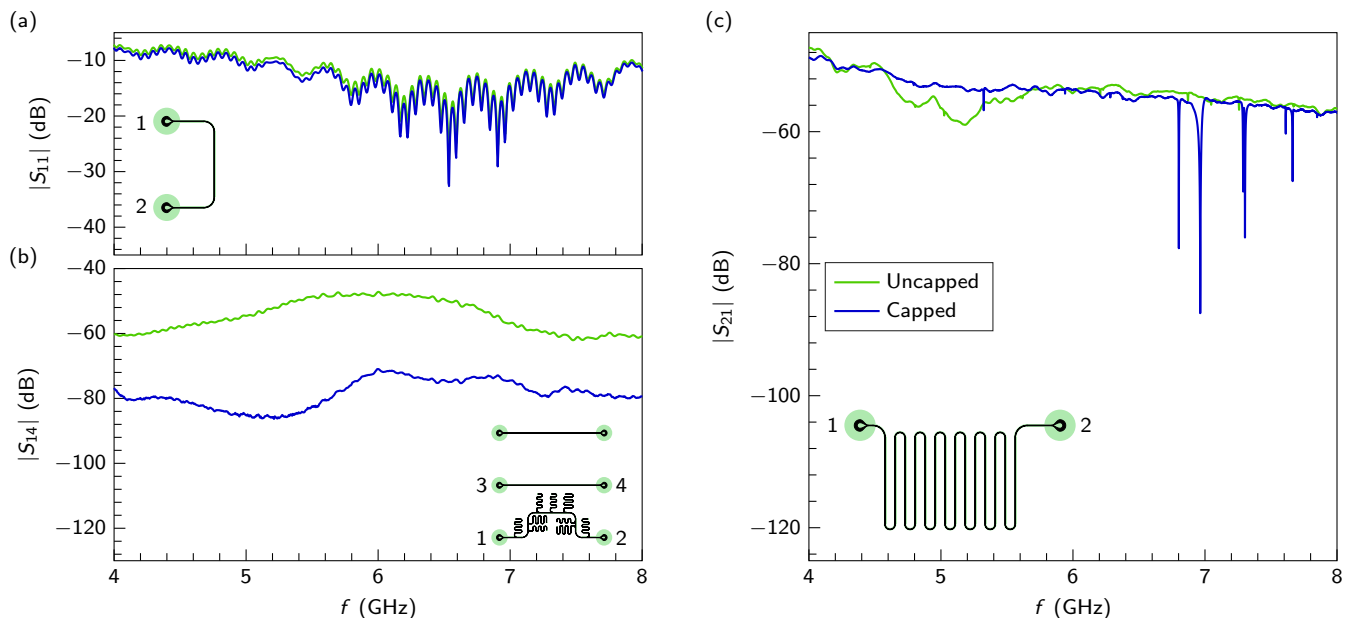 (a)
−10
−20
−30
−40
|S11| (dB)
1
2
(b)
−40
−60
−80
−100
−120
|S14| (dB)
3 4
1 2
4 5 6 7 8
f (GHz)
(c)
−60
−80
−100
−120
|S21| (dB)
Uncapped
Capped
1 2
4 5 6 7 8
f (GHz)